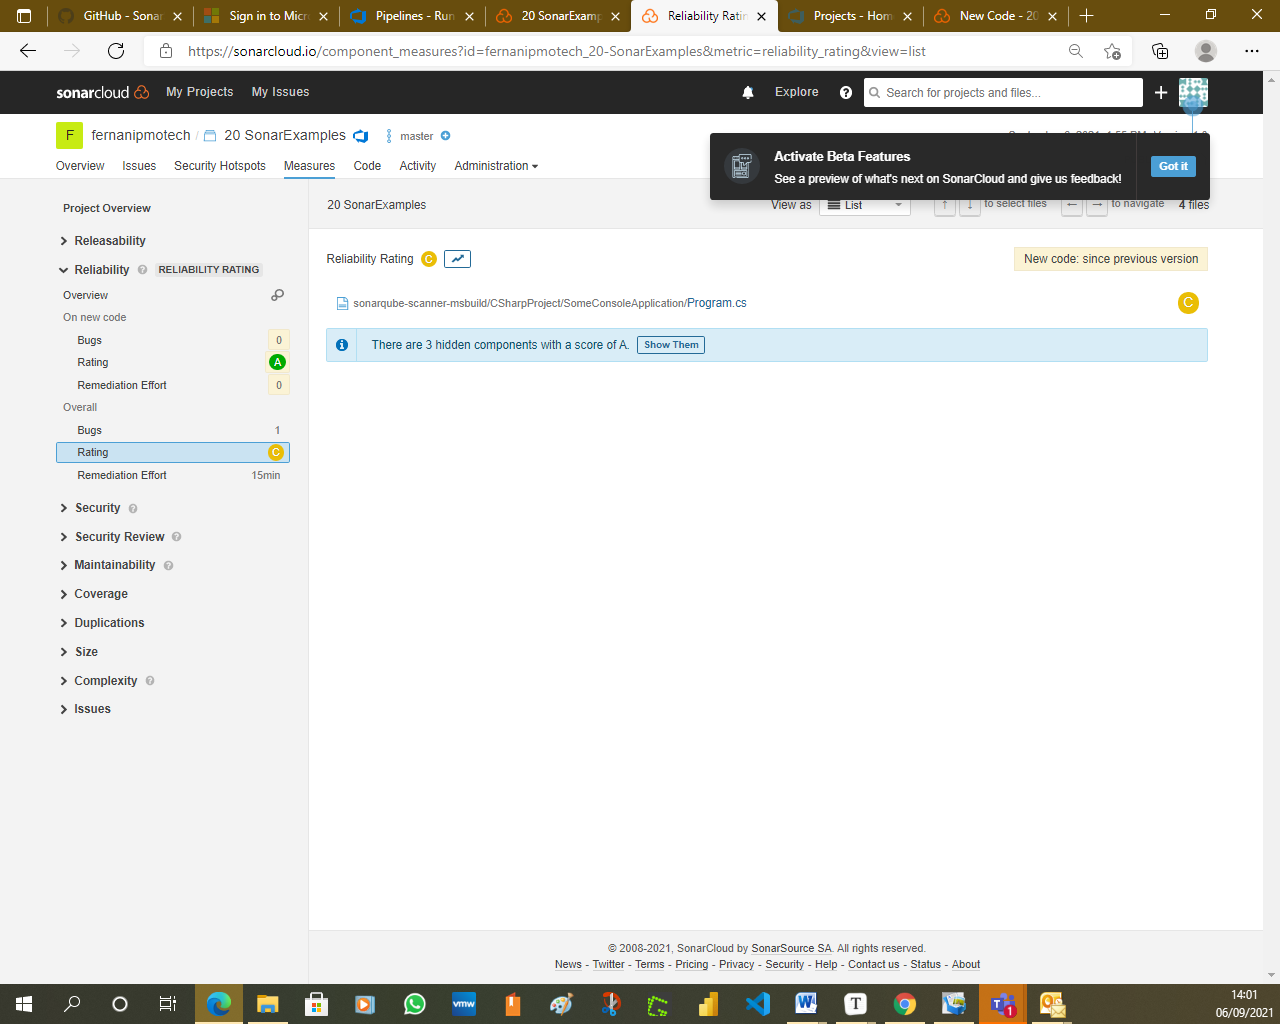 GitHub - Sonar
Sign in to Micr
Pipelines - Run
20 SonarExamp
Reliability Ratin
Projects - Hom
New Code - 20
https://sonarcloud.io/component_measures?id=fernanipmotech_20-SonarExamples&metric=reliability_rating&view=list
sonarcloud My Projects My Issues Explore Search for projects and files...
F fernanipmotech / 20 SonarExamples master
Overview Issues Security Hotspots Measures Code Activity Administration
Activate Beta Features
See a preview of what's next on SonarCloud and give us feedback!
Got it
Project Overview
Releasability
Reliability RELIABILITY RATING
Overview
On new code
Bugs 0
Rating A
Remediation Effort 0
Overall
Bugs 1
Rating C
Remediation Effort 15min
Security
Security Review
Maintainability
Coverage
Duplications
Size
Complexity
Issues
20 SonarExamples View as List to select files to navigate 4 files
Reliability Rating C New code: since previous version
sonarqube-scanner-msbuild/CSharpProject/SomeConsoleApplication/Program.cs C
There are 3 hidden components with a score of A. Show Them
© 2008-2021, SonarCloud by SonarSource SA. All rights reserved.
News - Twitter - Terms - Pricing - Privacy - Security - Help - Contact us - Status - About
vmw
1
14:01
06/09/2021